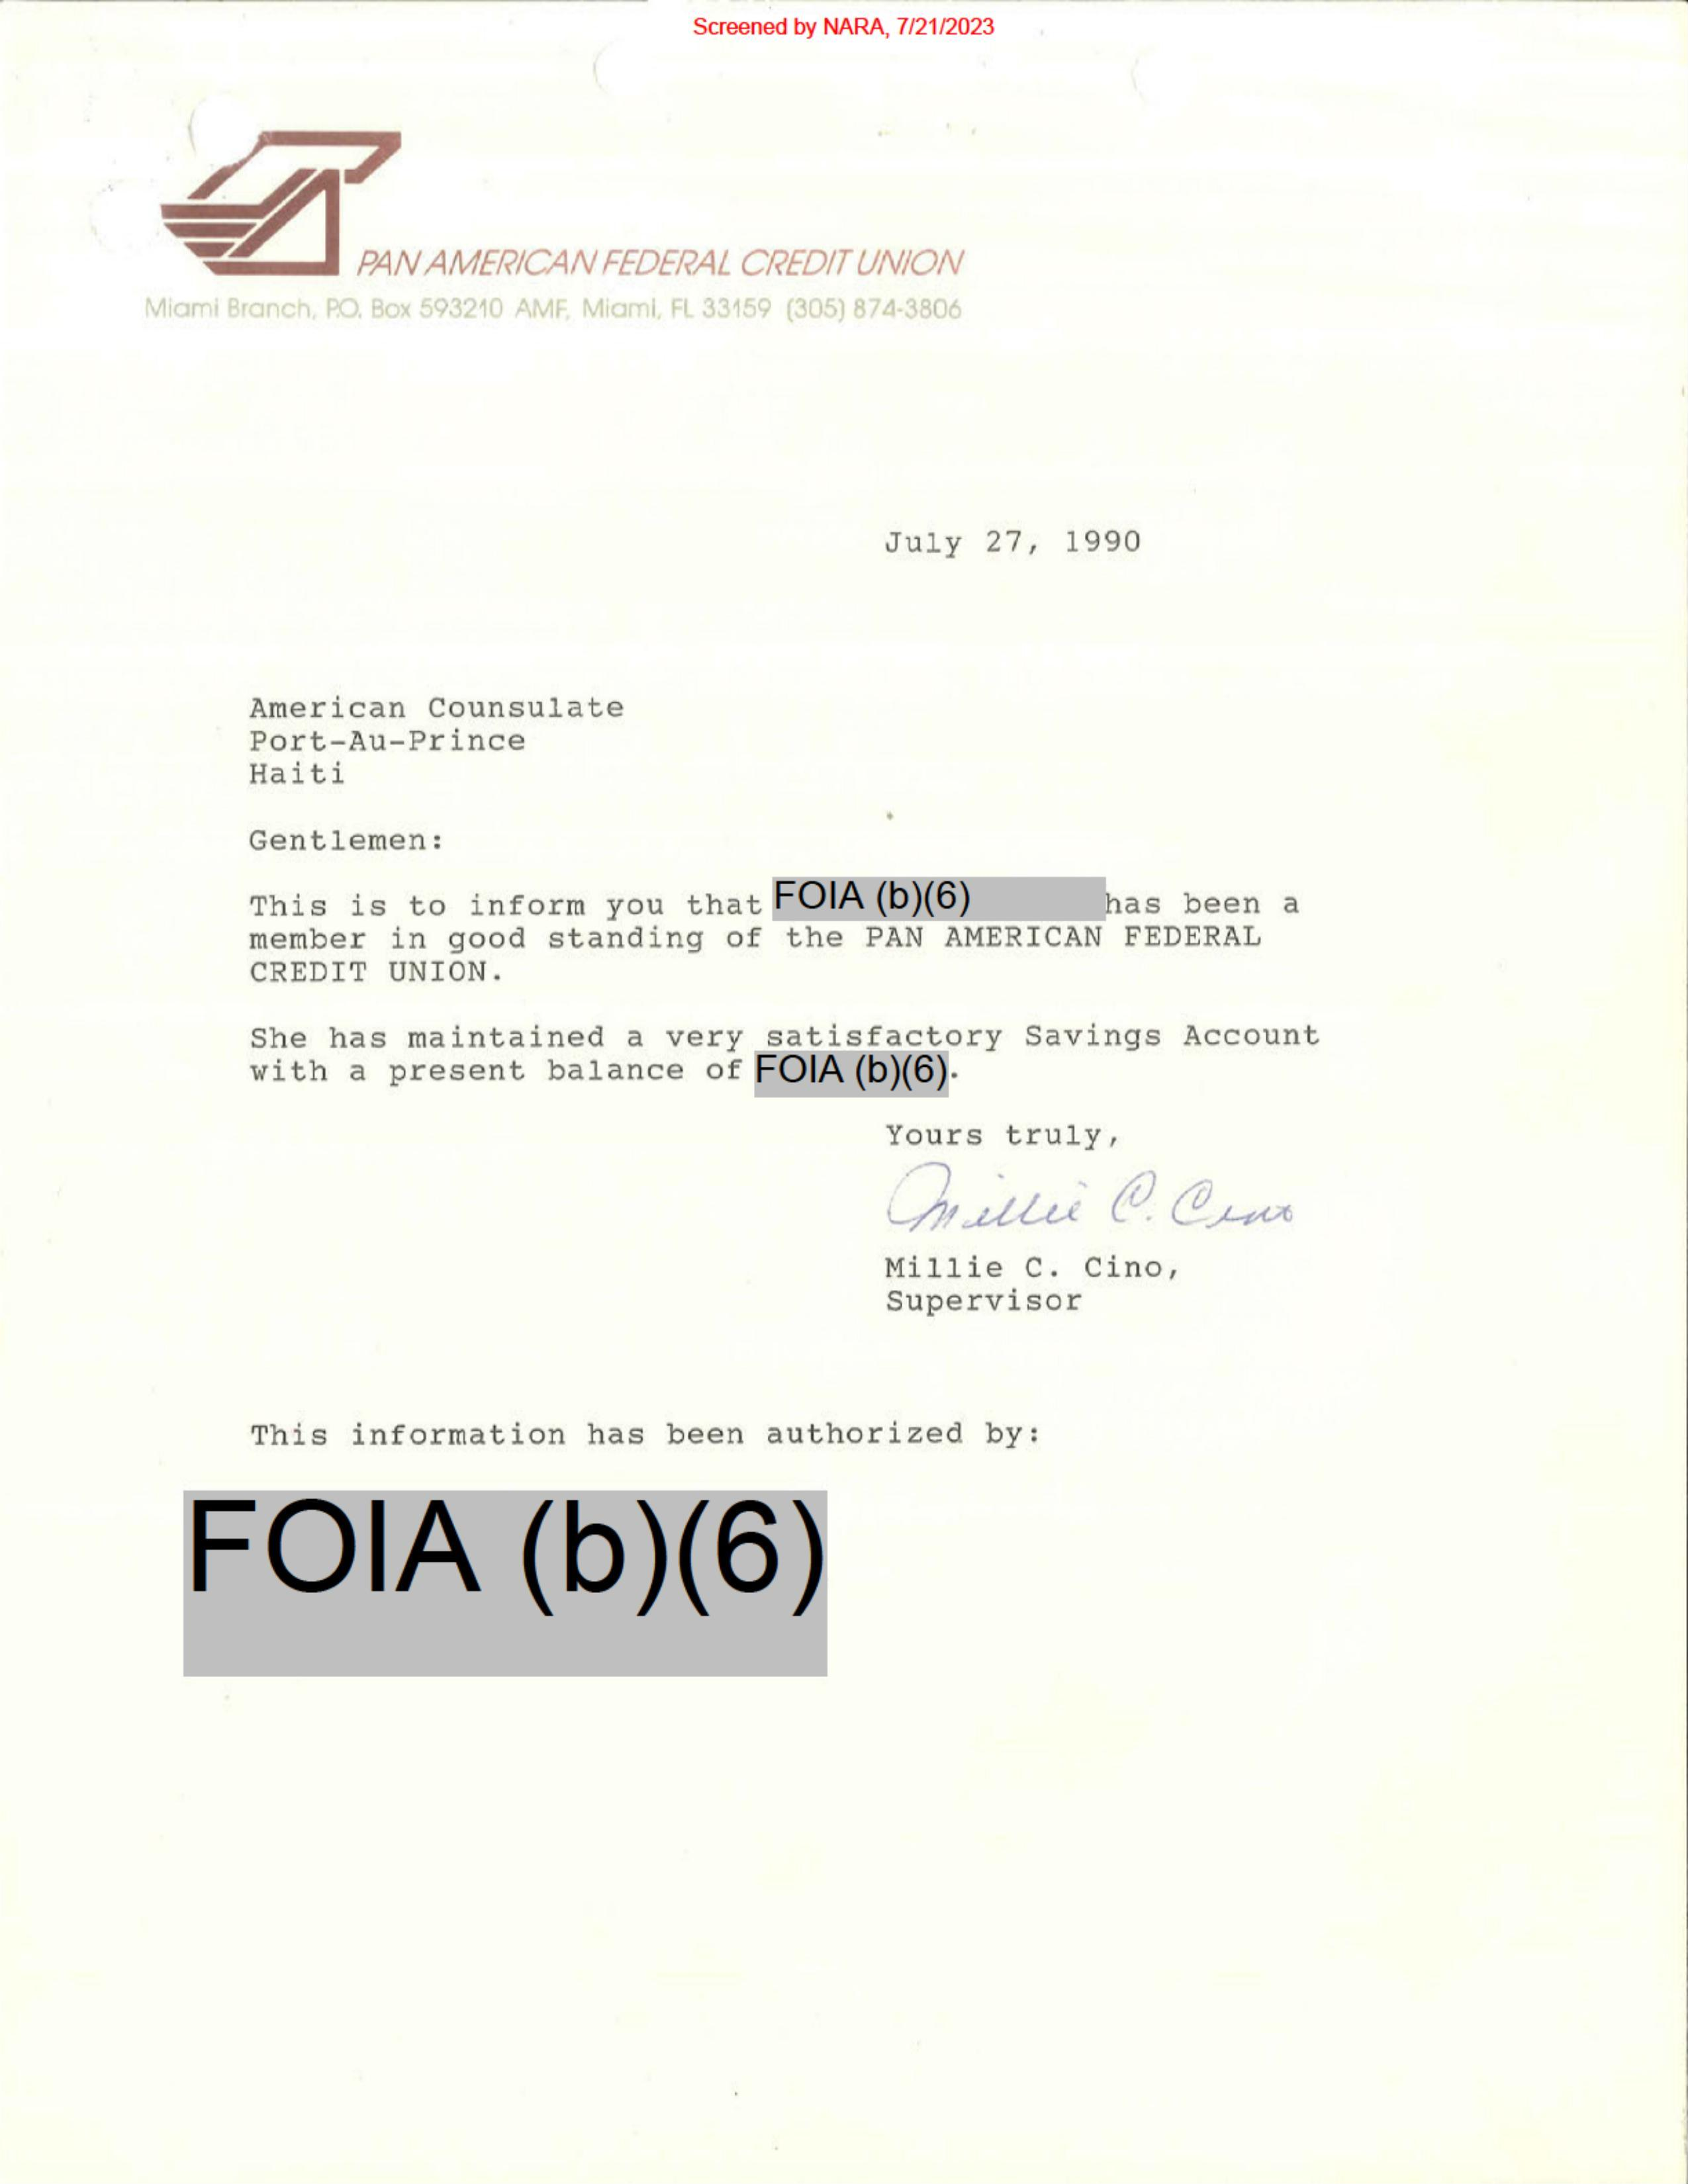 Screened by NARA, 7/21/2023
PAN AMERICAN FEDERAL CREDIT UNION
Miami Branch, P.O. Box 593210 AMF, Miami, FL 33159 (305) 874-3806
July 27, 1990
American Counsulate
Port-Au-Prince
Haiti
Gentlemen:
This is to inform you that FOIA (b)(6) has been a
member in good standing of the PAN AMERICAN FEDERAL
CREDIT UNION.
She has maintained a very satisfactory Savings Account
with a present balance of FOIA (b)(6).
Yours truly,
Millie C. Cino
Millie C. Cino,
Supervisor
This information has been authorized by:
FOIA (b)(6)